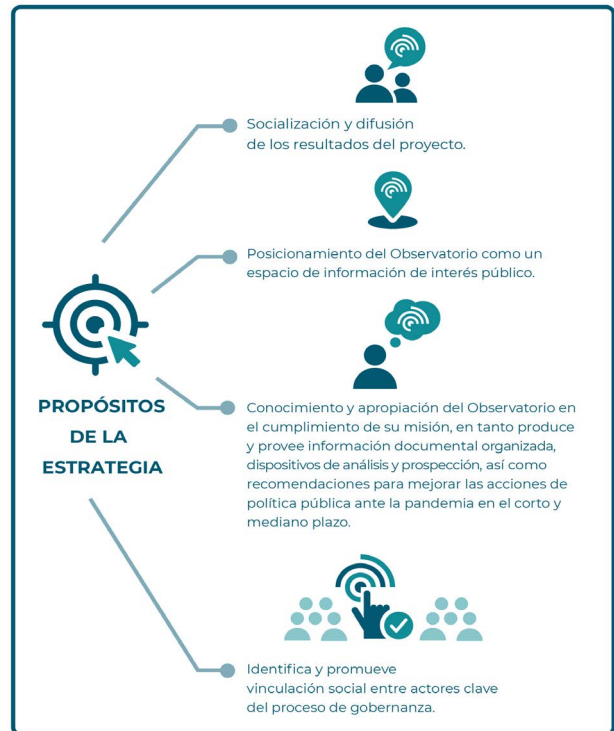 Socialización y difusión
de los resultados del proyecto.
Posicionamiento del Observatorio como un
espacio de información de interés público.
PROPÓSITOS
DE LA
ESTRATEGIA
Conocimiento y apropiación del Observatorio en
el cumplimiento de su misión, en tanto produce
y provee información documental organizada,
dispositivos de análisis y prospección, así como
recomendaciones para mejorar las acciones de
política pública ante la pandemia en el corto y
mediano plazo.
Identifica y promueve
vinculación social entre actores clave
del proceso de gobernanza.